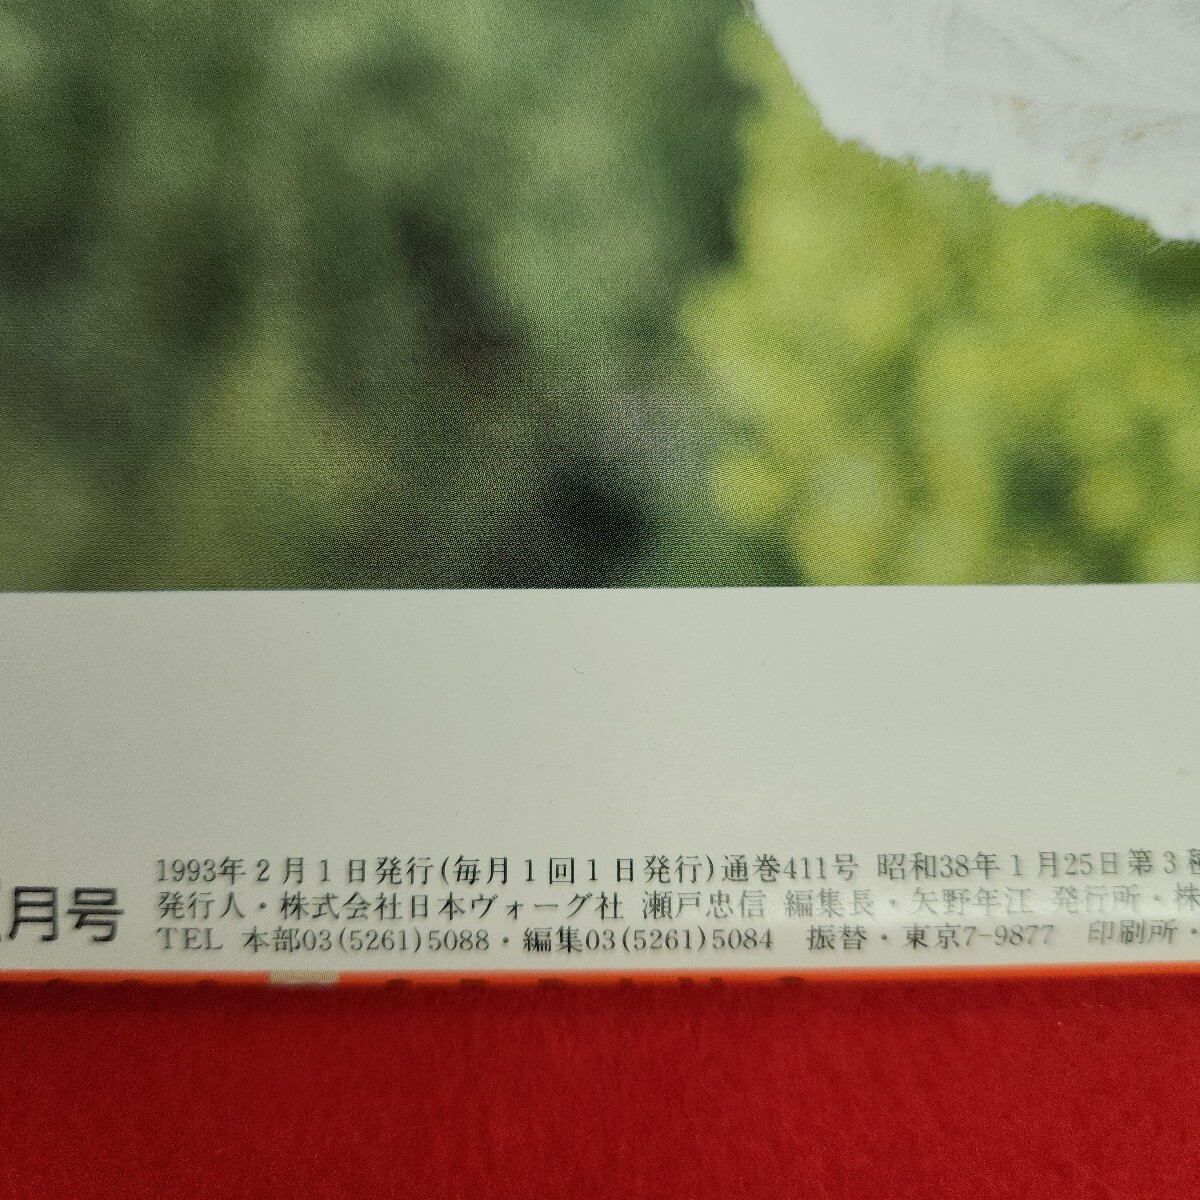 月号
1993年2月1日発行(毎月1回1日発行)通巻411号 昭和38年1月25日第3種
発行人・株式会社日本ヴォーグ社 瀬戸忠信 編集長・矢野年江 発行所・株
TEL 本部03(5261)5088・編集03(5261)5084 振替・東京7-9877 印刷所・